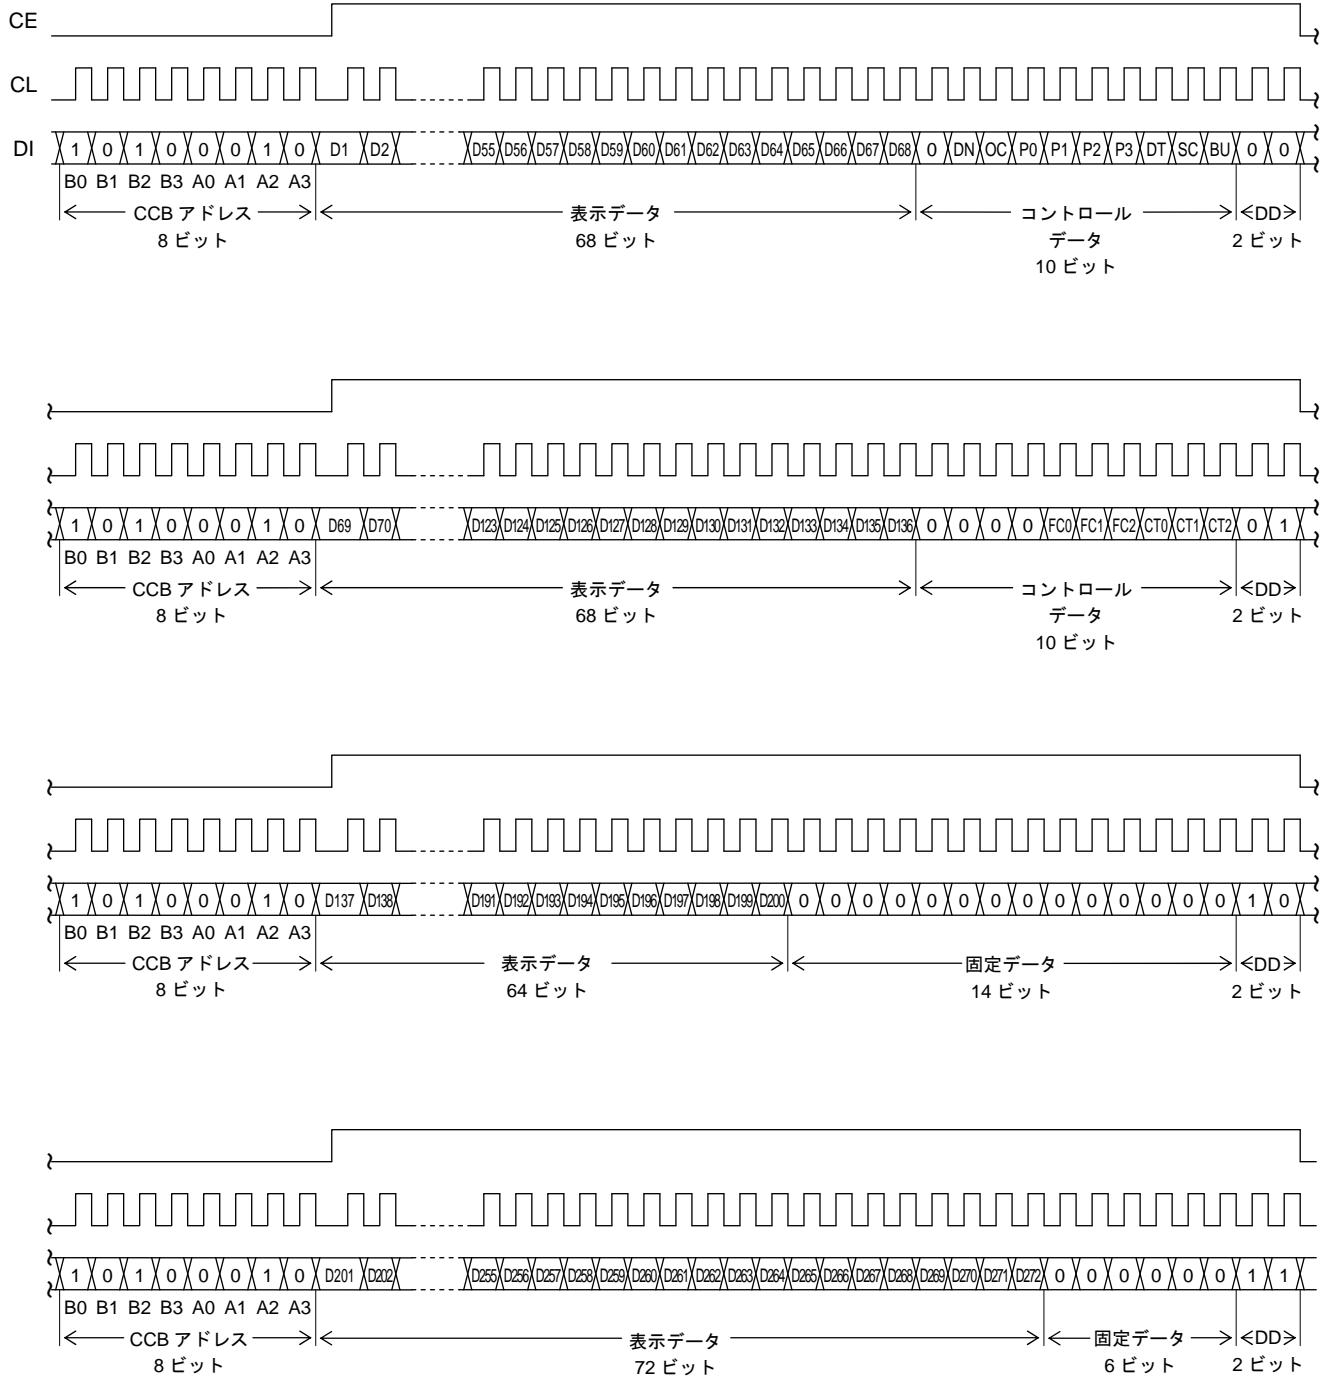 CE
CL
DI 1 0 1 0 0 0 1 0 D1 D2 D55 D56 D57 D58 D59 D60 D61 D62 D63 D64 D65 D66 D67 D68 0 DN OC P0 P1 P2 P3 DT SC BU 0 0
B0 B1 B2 B3 A0 A1 A2 A3
CCB アドレス 表示データ コントロール DD
8 ビット 68 ビット データ 2 ビット
10 ビット
1 0 1 0 0 0 1 0 D69 D70 D123 D124 D125 D126 D127 D128 D129 D130 D131 D132 D133 D134 D135 D136 0 0 0 0 FC0 FC1 FC2 CT0 CT1 CT2 0 1
B0 B1 B2 B3 A0 A1 A2 A3
CCB アドレス 表示データ コントロール DD
8 ビット 68 ビット データ 2 ビット
10 ビット
1 0 1 0 0 0 1 0 D137 D138 D191 D192 D193 D194 D195 D196 D197 D198 D199 D200 0 0 0 0 0 0 0 0 0 0 0 0 0 0 1 0
B0 B1 B2 B3 A0 A1 A2 A3
CCB アドレス 表示データ 固定データ DD
8 ビット 64 ビット 14 ビット 2 ビット
1 0 1 0 0 0 1 0 D201 D202 D255 D256 D257 D258 D259 D260 D261 D262 D263 D264 D265 D266 D267 D268 D269 D270 D271 D272 0 0 0 0 0 0 1 1
B0 B1 B2 B3 A0 A1 A2 A3
CCB アドレス 表示データ 固定データ DD
8 ビット 72 ビット 6 ビット 2 ビット